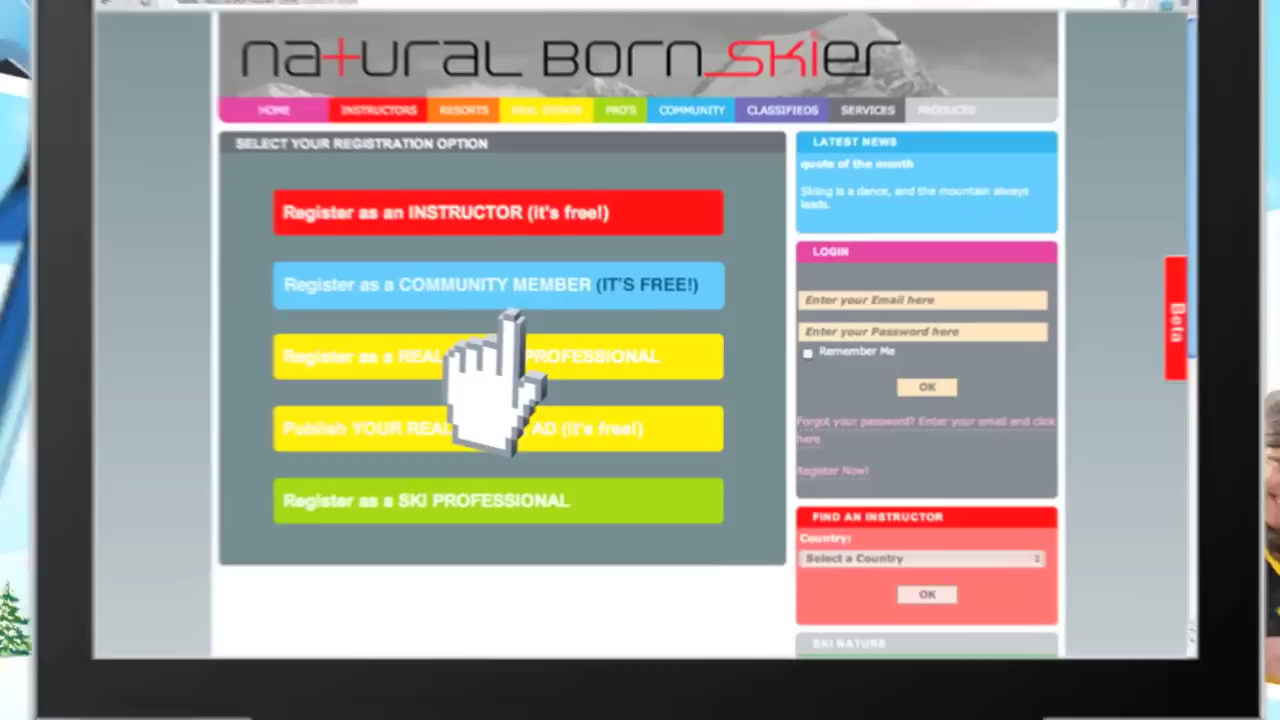 natural BORN skier
HOME INSTRUCTORS RESORTS REAL ESTATE PRO'S COMMUNITY CLASSIFIEDS SERVICES PRODUCTS
SELECT YOUR REGISTRATION OPTION
Register as an INSTRUCTOR (it's free!)
Register as a COMMUNITY MEMBER (IT'S FREE!)
Register as a REAL PROFESSIONAL
Publish YOUR REAL AD (it's free!)
Register as a SKI PROFESSIONAL
LATEST NEWS
quote of the month
Skiing is a dance, and the mountain always
leads.
LOGIN
Enter your Email here
Enter your Password here
Remember Me
OK
Forgot your password? Enter your email and click
here
Register Now!
FIND AN INSTRUCTOR
Country:
Select a Country
OK
SKI NATURE
Beta